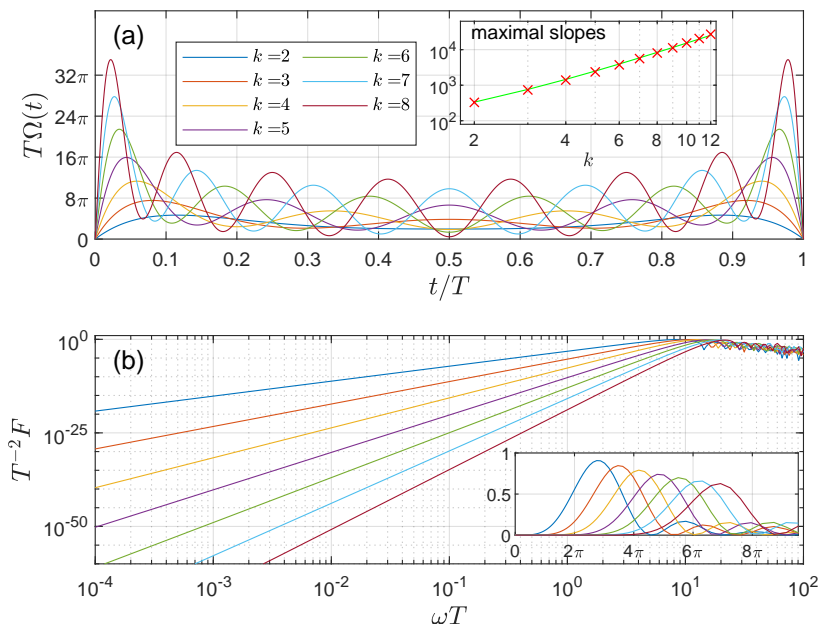 (a)
TΩ(t)
32π
24π
16π
8π
0
k =2
k =3
k =4
k =5
k =6
k =7
k =8
maximal slopes
10^4
10^3
10^2
2
3
4
5
6
7
8
10
12
k
0
0.1
0.2
0.3
0.4
0.5
0.6
0.7
0.8
0.9
1
t/T
(b)
T^{-2}F
10^0
10^{-25}
10^{-50}
1
0.5
0
0
2π
4π
6π
8π
10^{-4}
10^{-3}
10^{-2}
10^{-1}
10^0
10^1
10^2
ωT